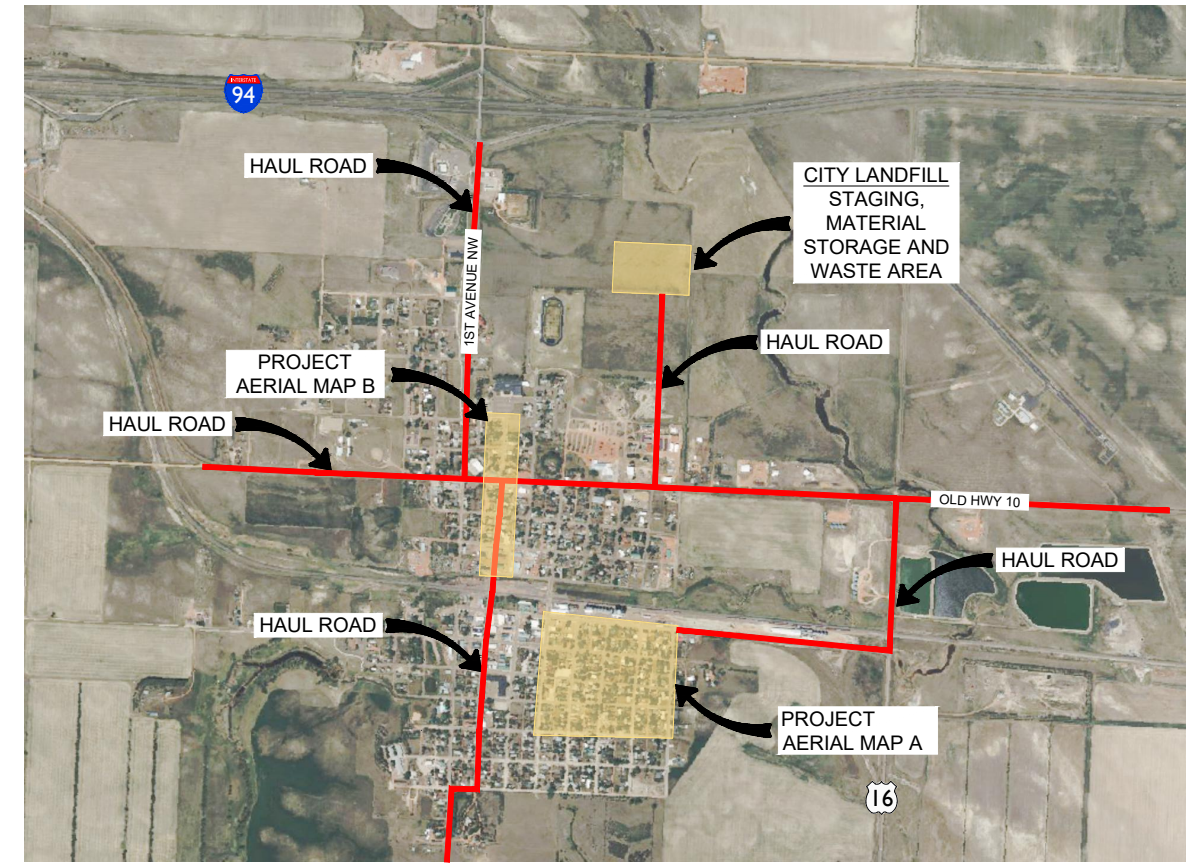 INTERSTATE
94
HAUL ROAD
CITY LANDFILL
STAGING,
MATERIAL
STORAGE AND
WASTE AREA
1ST AVENUE NW
HAUL ROAD
PROJECT
AERIAL MAP B
HAUL ROAD
OLD HWY 10
HAUL ROAD
HAUL ROAD
PROJECT
AERIAL MAP A
16